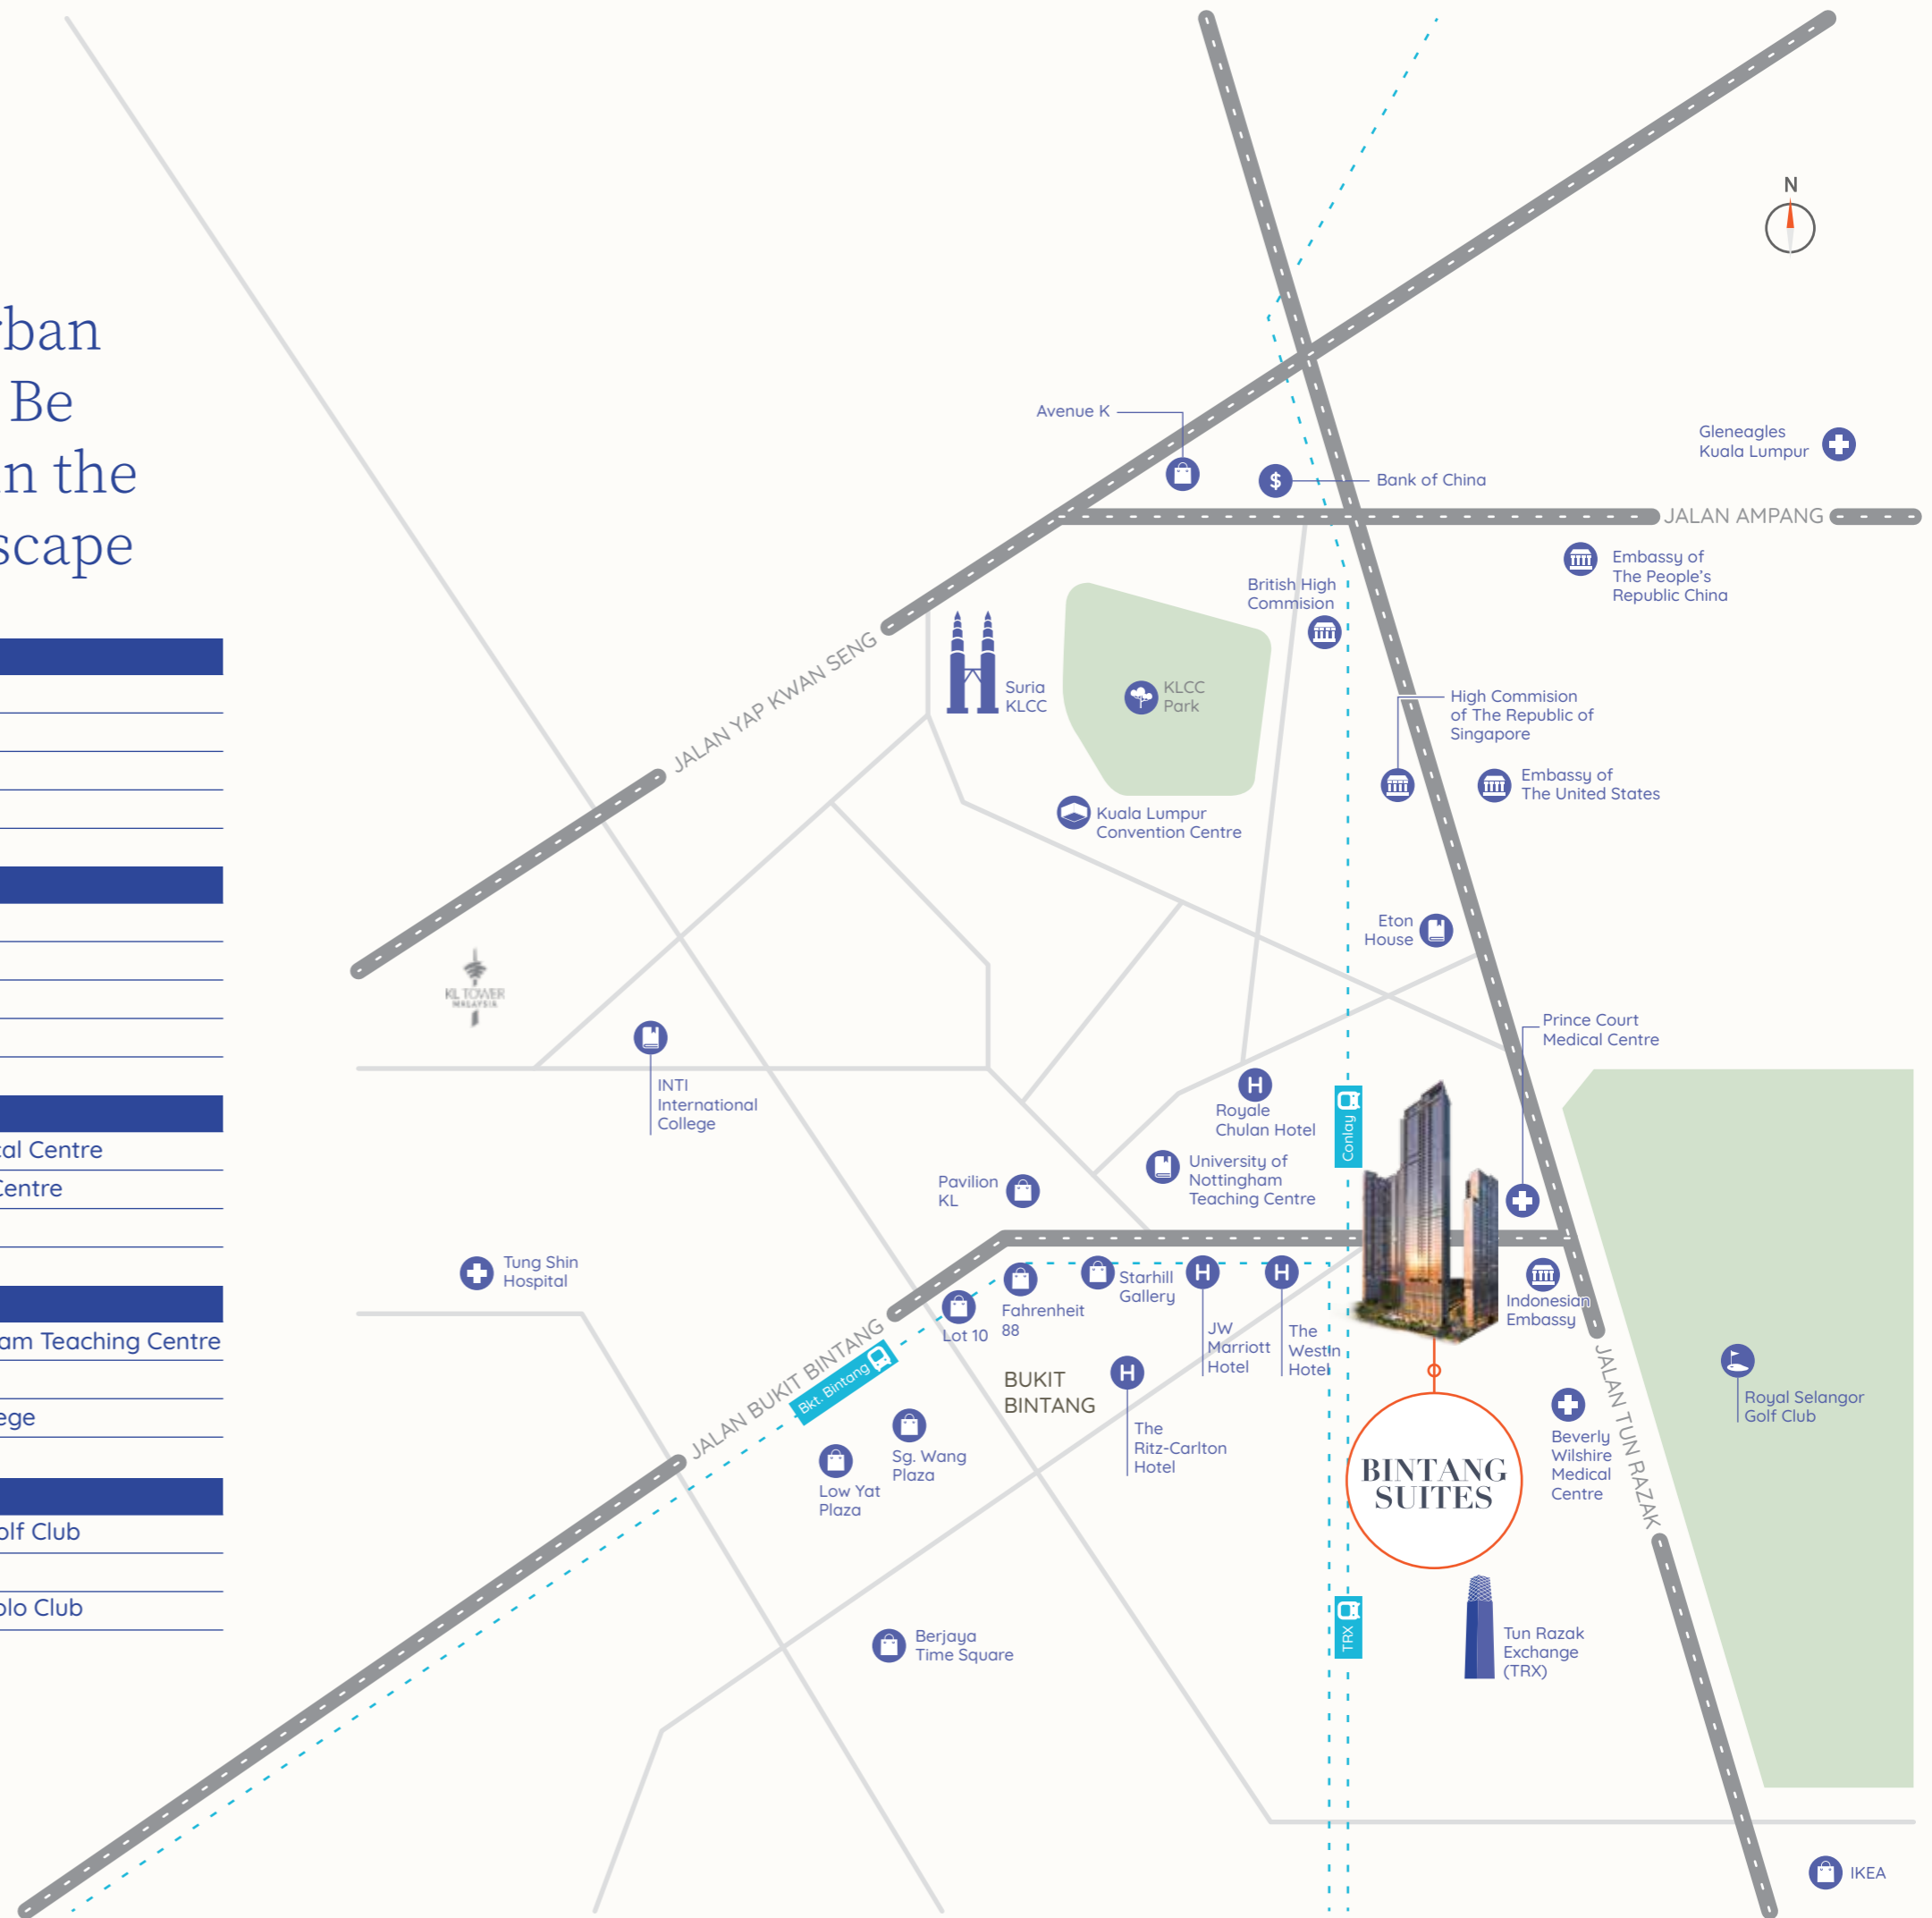 rban
Be
in the
scape
cal Centre
Centre
am Teaching Centre
ege
olf Club
olo Club
N
Avenue K
Bank of China
Gleneagles
Kuala Lumpur
JALAN AMPANG
Embassy of
The People's
Republic China
British High
Commision
JALAN YAP KWAN SENG
Suria
KLCC
KLCC
Park
High Commision
of The Republic of
Singapore
Embassy of
The United States
Kuala Lumpur
Convention Centre
Eton
House
KL TOWER
MALAYSIA
Prince Court
Medical Centre
INTI
International
College
H
Royale
Chulan Hotel
Conlay
University of
Nottingham
Teaching Centre
Pavilion
KL
Tung Shin
Hospital
Starhill
Gallery
H
H
Fahrenheit
88
Lot 10
Indonesian
Embassy
JW
Marriott
Hotel
The
Westin
Hotel
JALAN BUKIT BINTANG
Bkt. Bintang
BUKIT
BINTANG
H
The
Ritz-Carlton
Hotel
JALAN TUN RAZAK
Royal Selangor
Golf Club
Beverly
Wilshire
Medical
Centre
Sg. Wang
Plaza
Low Yat
Plaza
BINTANG
SUITES
TRX
Berjaya
Time Square
Tun Razak
Exchange
(TRX)
IKEA